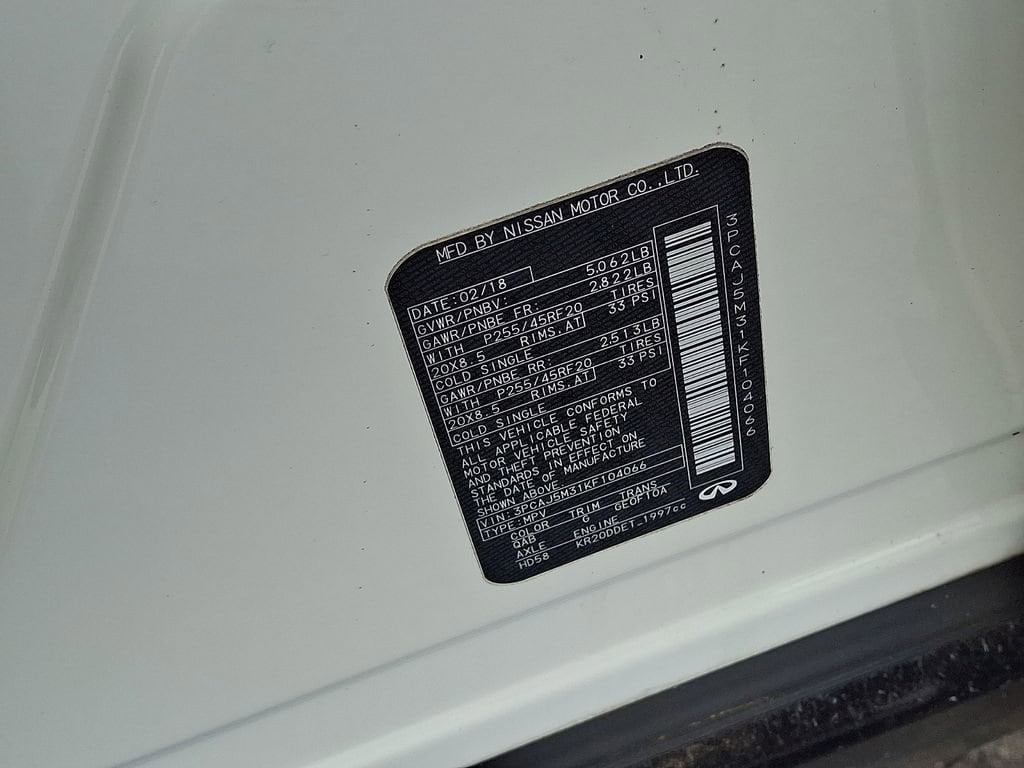 MFD BY NISSAN MOTOR CO.,LTD.
DATE:02/18
GVWR/PNBV: 5,062LB
GAWR/PNBE FR: 2,822LB
WITH P255/45RF20 TIRES
20X8.5 RIMS,AT 33 PSI
COLD SINGLE
GAWR/PNBE RR: 2,513LB
WITH P255/45RF20 TIRES
20X8.5 RIMS,AT 33 PSI
COLD SINGLE
THIS VEHICLE CONFORMS TO
ALL APPLICABLE FEDERAL
MOTOR VEHICLE SAFETY
AND THEFT PREVENTION
STANDARDS IN EFFECT ON
THE DATE OF MANUFACTURE
SHOWN ABOVE.
VIN:3PCAJ5M31KF104066
TYPE:MPV
COLOR TRIM TRANS
QAB G GEOF10A
AXLE ENGINE
HD58 KR20DDET 1997cc
3PCAJ5M31KF104066